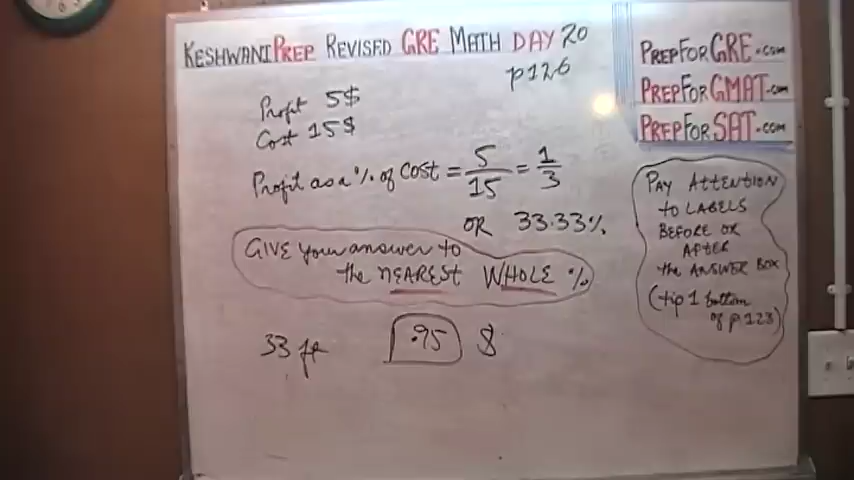 KESHWANIPREP REVISED GRE MATH DAY 20
p126
PREPFORGRE.com
PREPFORGMAT.com
PREPFORSAT.com
Profit 5$
Cost 15$
Profit as a % of COST = 5/15 = 1/3
OR 33.33%
GIVE your answer to
the NEAREST WHOLE %
33 ft
.95 $
PAY ATTENTION
to LABELS
BEFORE OR
AFTER
the ANSWER BOX
(tip 1 bottom
of p 123)